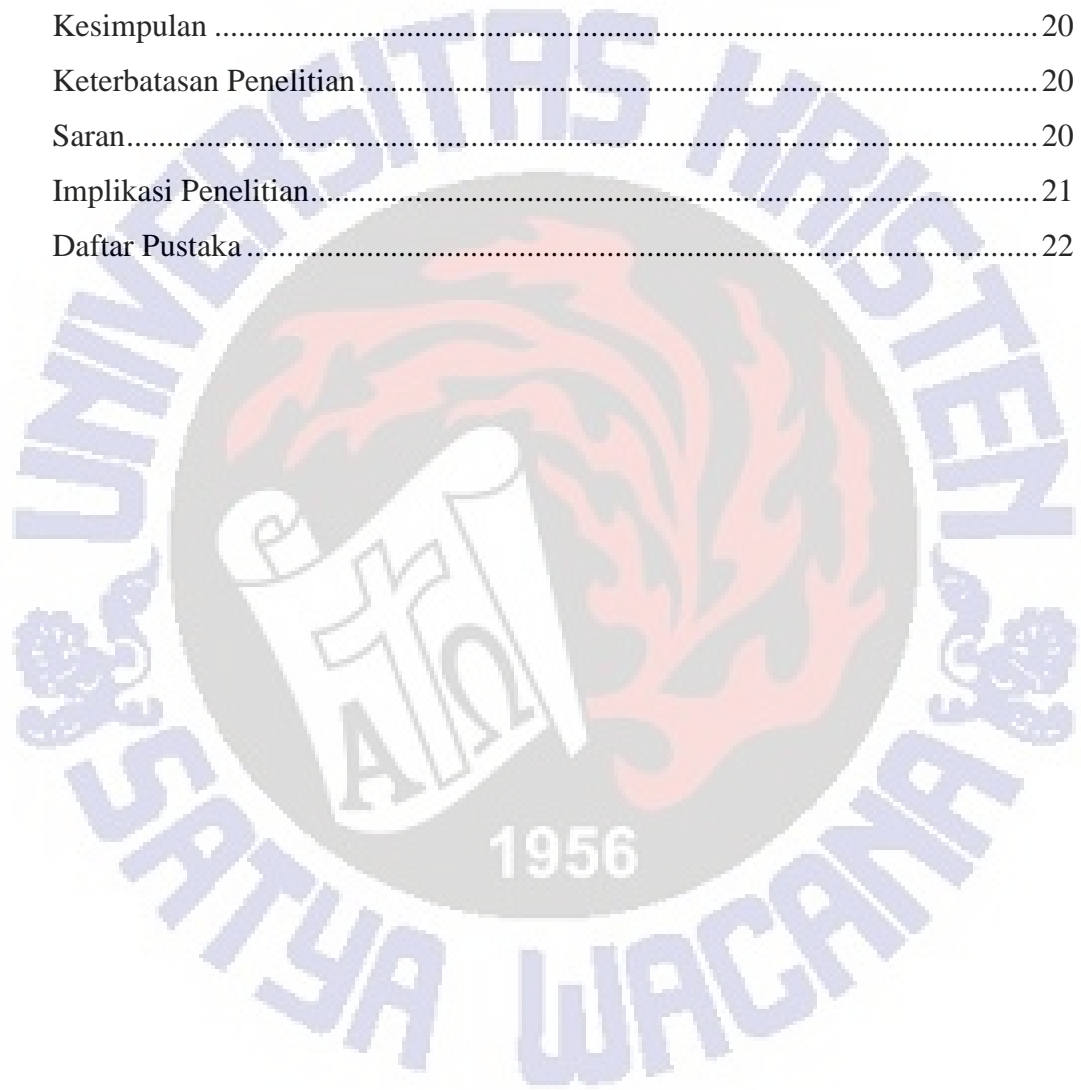 Kesimpulan ........................................................................................................ 20
Keterbatasan Penelitian ...................................................................................... 20
Saran................................................................................................................... 20
Implikasi Penelitian............................................................................................ 21
Daftar Pustaka .................................................................................................... 22
UNIVERSITAS KRISTEN
SATYA WACANA
Α Ω
1956